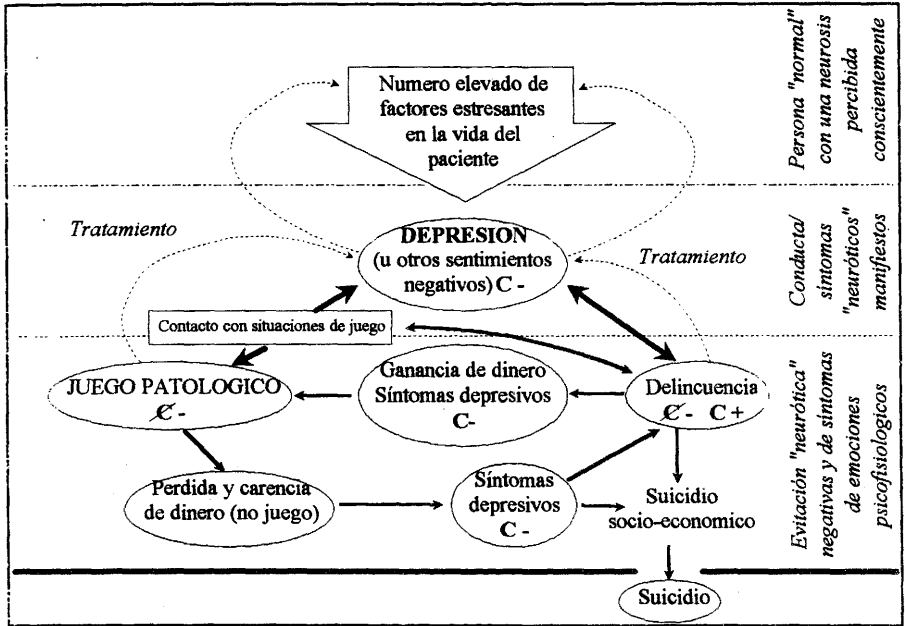 Numero elevado de
factores estresantes
en la vida del
paciente
Persona "normal"
con una neurosis
percibida
conscientemente
Tratamiento
DEPRESION
(u otros sentimientos
negativos) C -
Tratamiento
Conducta/
síntomas
"neuróticos"
manifiestos
Contacto con situaciones de juego
JUEGO PATOLOGICO
C̸ -
Ganancia de dinero
Síntomas depresivos
C-
Delincuencia
C̸ - C +
Perdida y carencia
de dinero (no juego)
Síntomas
depresivos
C -
Suicidio
socio-economico
Evitación "neurótica"
negativas y de síntomas
de emociones
psicofisiologicos
Suicidio